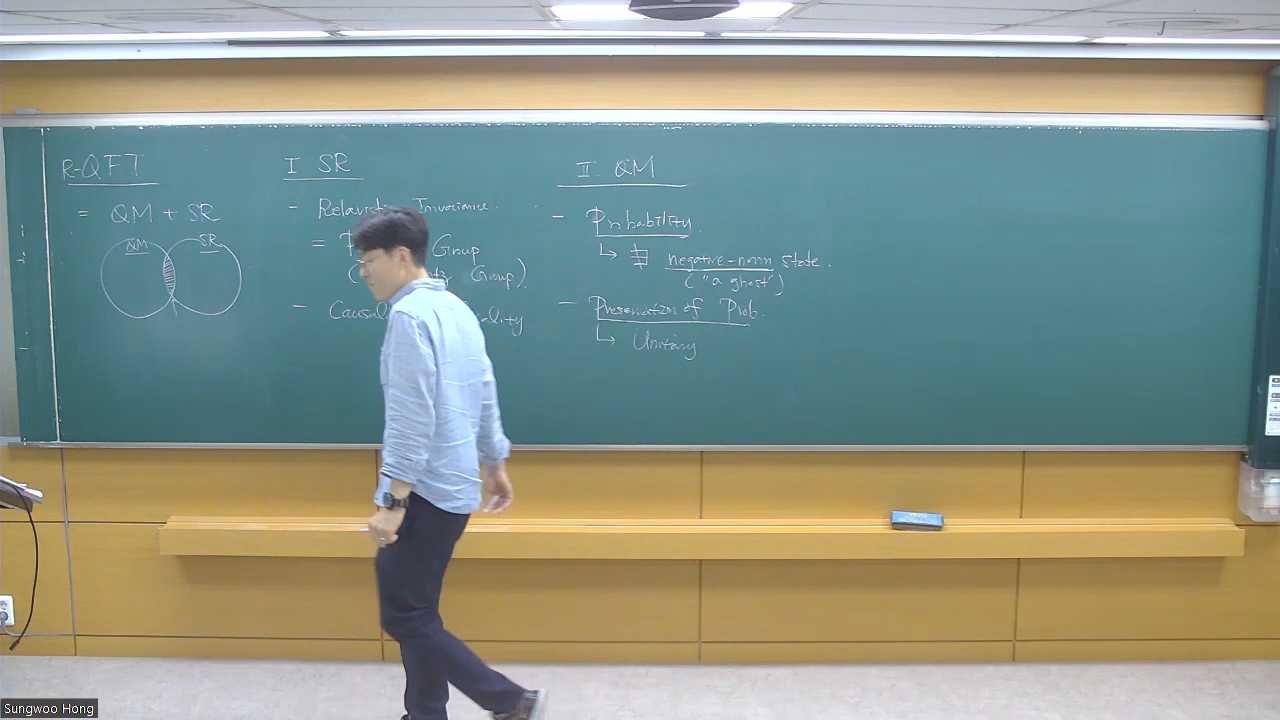 R-QFT
= QM + SR
QM SR
I SR
- Relativistic Invariance
= P Group
( Group)
- Causal ality
II. QM
- Probability.
↳ ∄ negative-norm state.
("a ghost")
- Preservation of Prob.
↳ Unitary
Sungwoo Hong